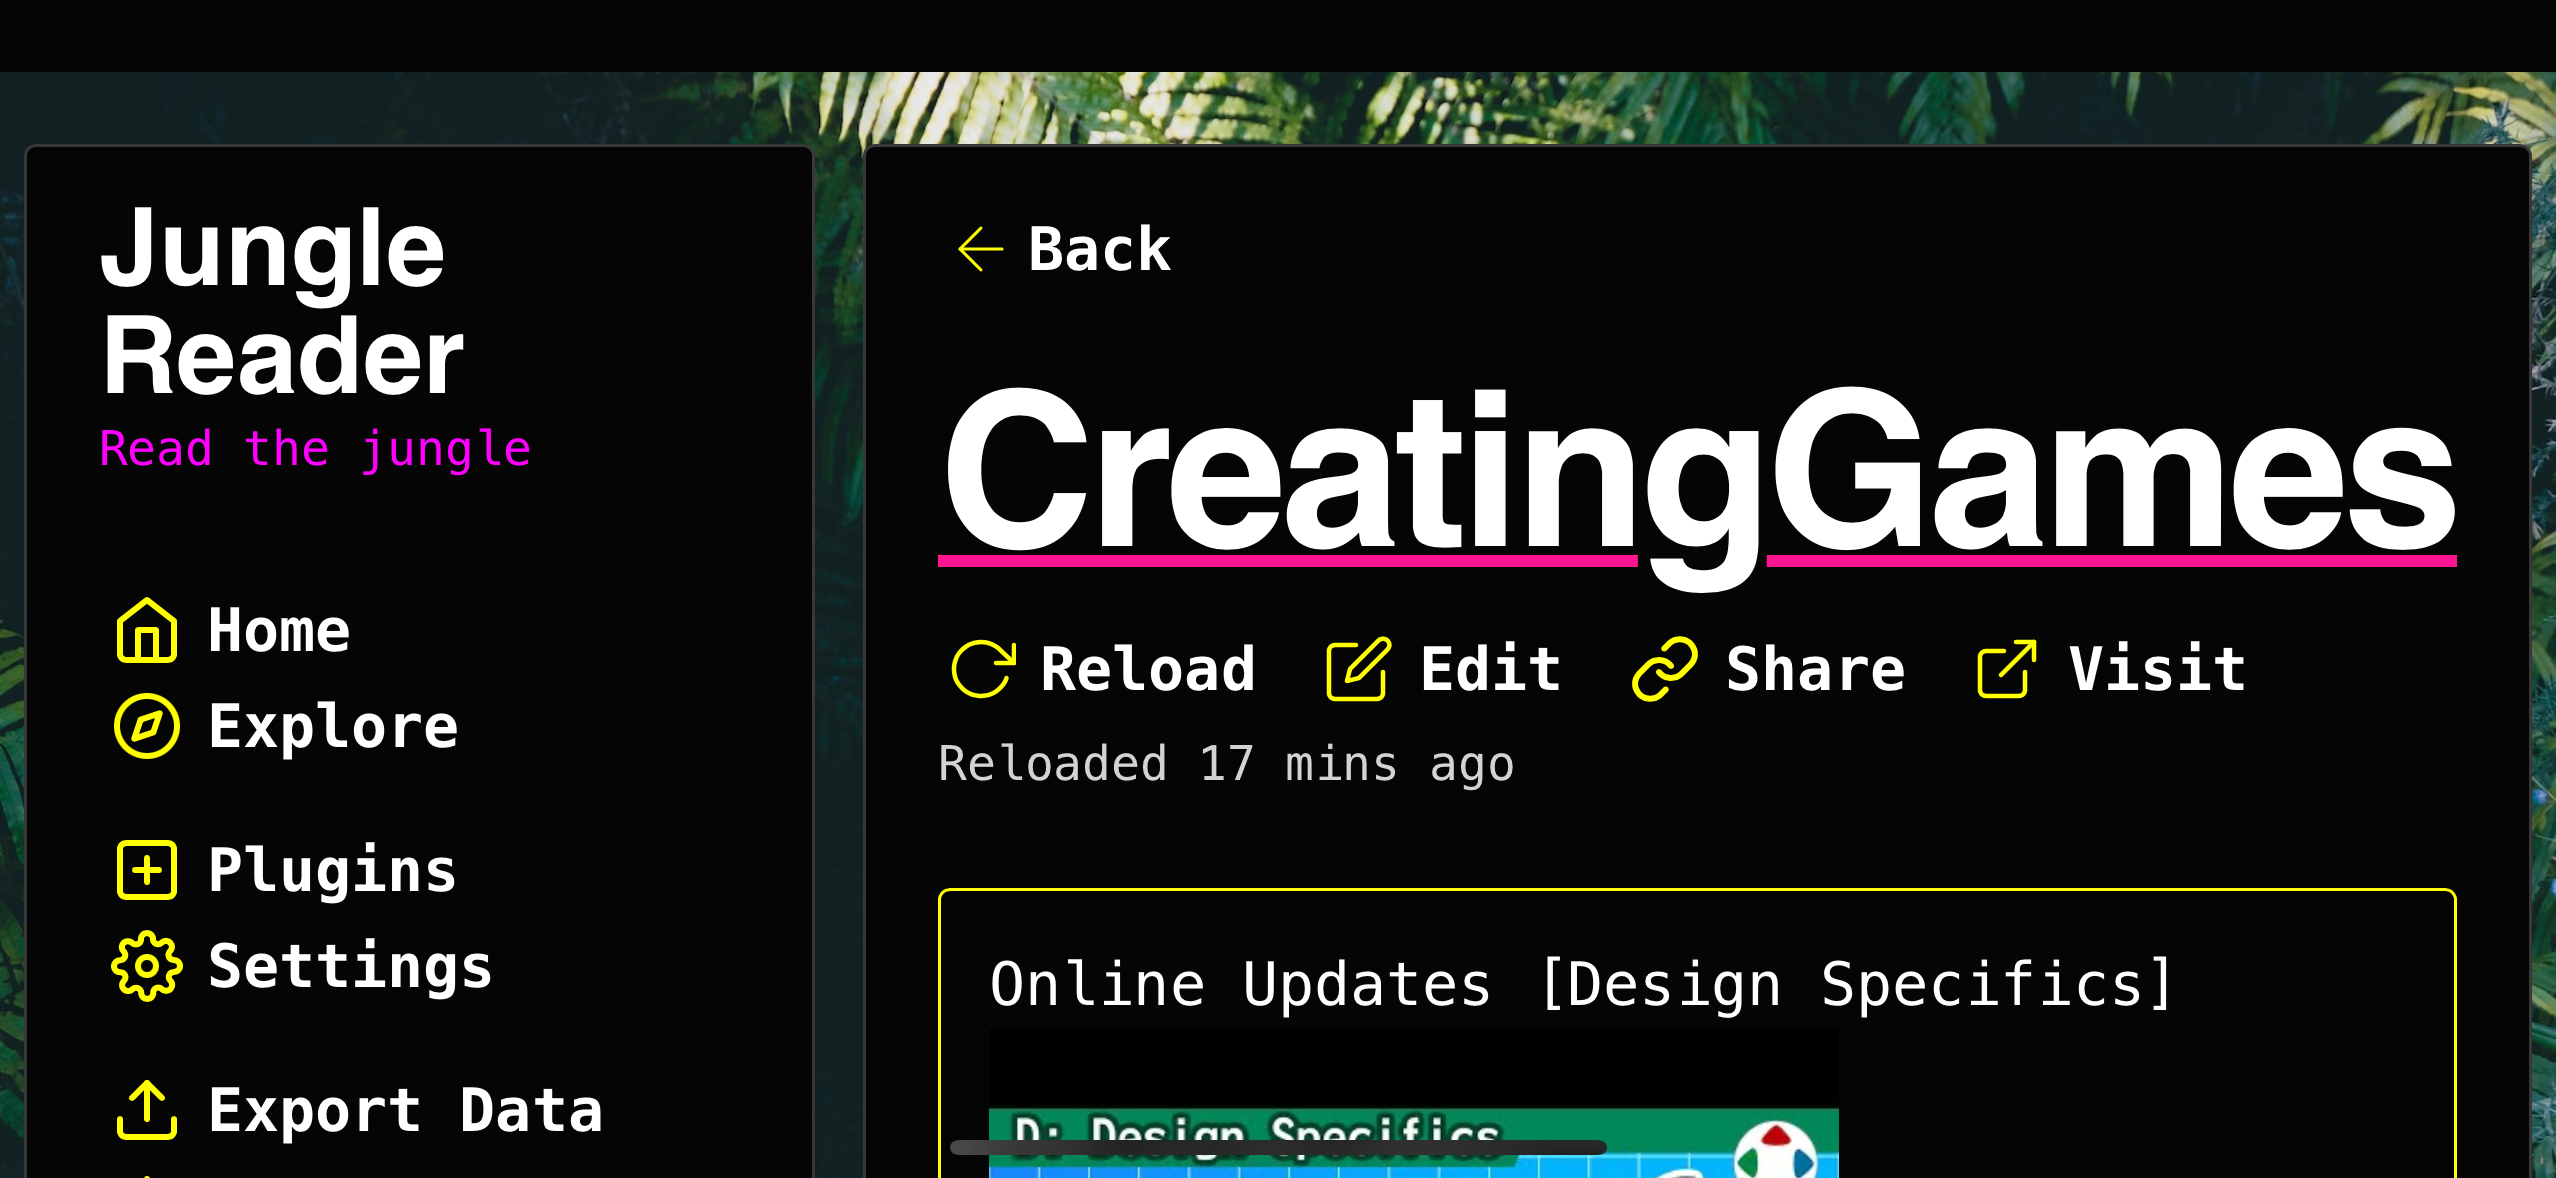 Jungle
Reader
Read the jungle
Home
Explore
Plugins
Settings
Export Data
Back
CreatingGames
Reload Edit Share Visit
Reloaded 17 mins ago
Online Updates [Design Specifics]
D: Design Specifics